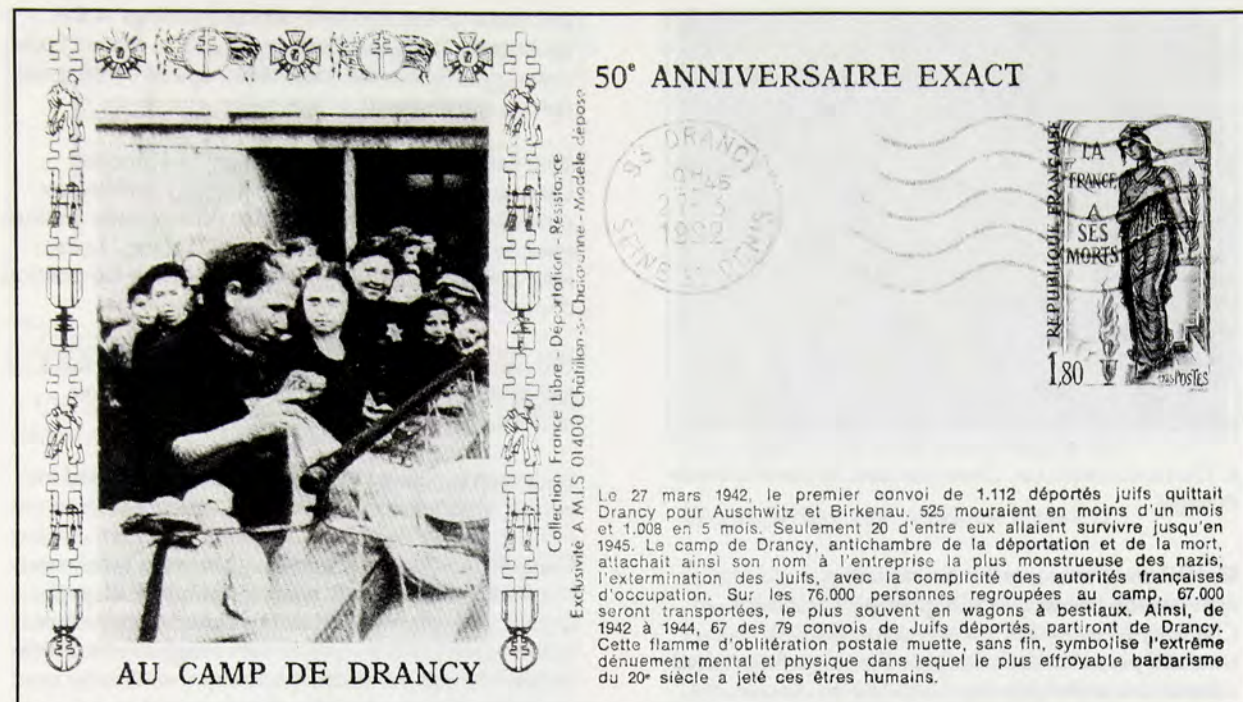 50e ANNIVERSAIRE EXACT
93 DRANCY
1992
SEINE ST DENIS
REPUBLIQUE FRANÇAISE
LA
FRANCE
A
SES
MORTS
1,80
POSTES
Collection France Libre - Déportation - Résistance
Exclusivité A.M.I.S 01400 Châtillon-s-Chalaronne - Modèle déposé
AU CAMP DE DRANCY
Le 27 mars 1942, le premier convoi de 1.112 déportés juifs quittait
Drancy pour Auschwitz et Birkenau. 525 mouraient en moins d'un mois
et 1.008 en 5 mois. Seulement 20 d'entre eux allaient survivre jusqu'en
1945. Le camp de Drancy, antichambre de la déportation et de la mort,
attachait ainsi son nom à l'entreprise la plus monstrueuse des nazis,
l'extermination des Juifs, avec la complicité des autorités françaises
d'occupation. Sur les 76.000 personnes regroupées au camp, 67.000
seront transportées, le plus souvent en wagons à bestiaux. Ainsi, de
1942 à 1944, 67 des 79 convois de Juifs déportés, partiront de Drancy.
Cette flamme d'oblitération postale muette, sans fin, symbolise l'extrême
dénuement mental et physique dans lequel le plus effroyable barbarisme
du 20e siècle a jeté ces êtres humains.